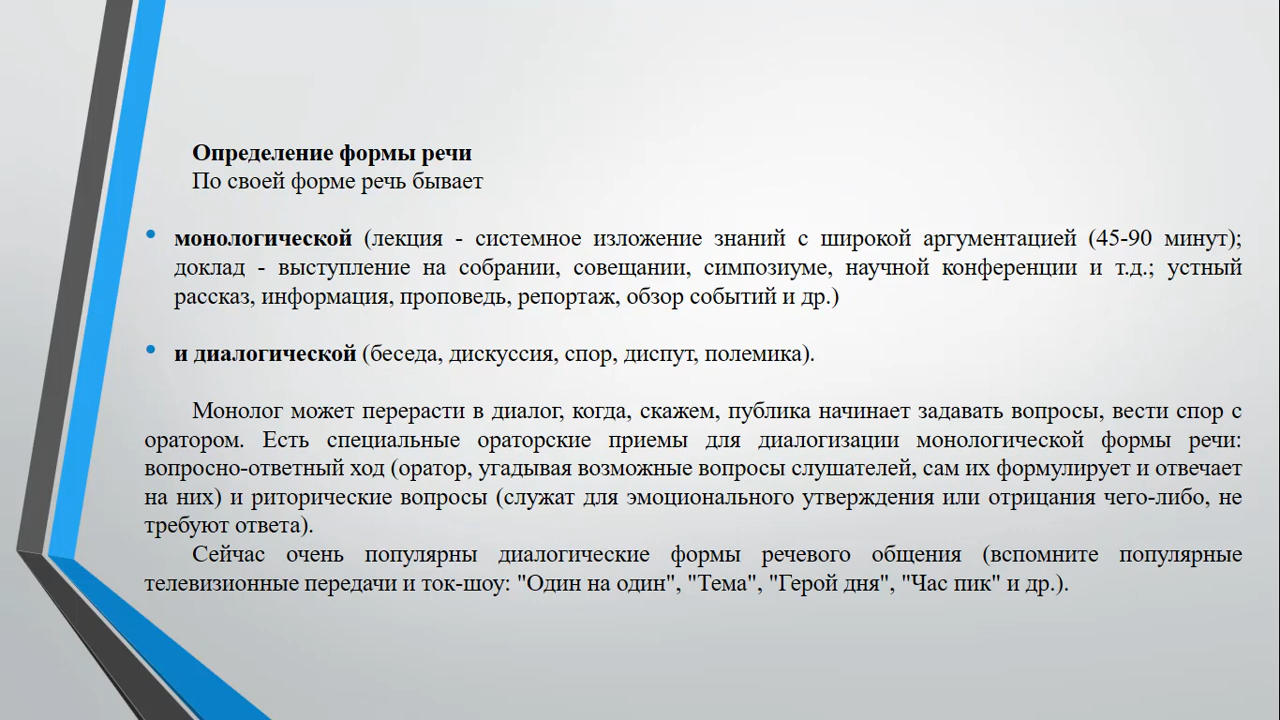 Определение формы речи
По своей форме речь бывает
• монологической (лекция - системное изложение знаний с широкой аргументацией (45-90 минут);
доклад - выступление на собрании, совещании, симпозиуме, научной конференции и т.д.; устный
рассказ, информация, проповедь, репортаж, обзор событий и др.)
• и диалогической (беседа, дискуссия, спор, диспут, полемика).
Монолог может перерасти в диалог, когда, скажем, публика начинает задавать вопросы, вести спор с
оратором. Есть специальные ораторские приемы для диалогизации монологической формы речи:
вопросно-ответный ход (оратор, угадывая возможные вопросы слушателей, сам их формулирует и отвечает
на них) и риторические вопросы (служат для эмоционального утверждения или отрицания чего-либо, не
требуют ответа).
Сейчас очень популярны диалогические формы речевого общения (вспомните популярные
телевизионные передачи и ток-шоу: "Один на один", "Тема", "Герой дня", "Час пик" и др.).